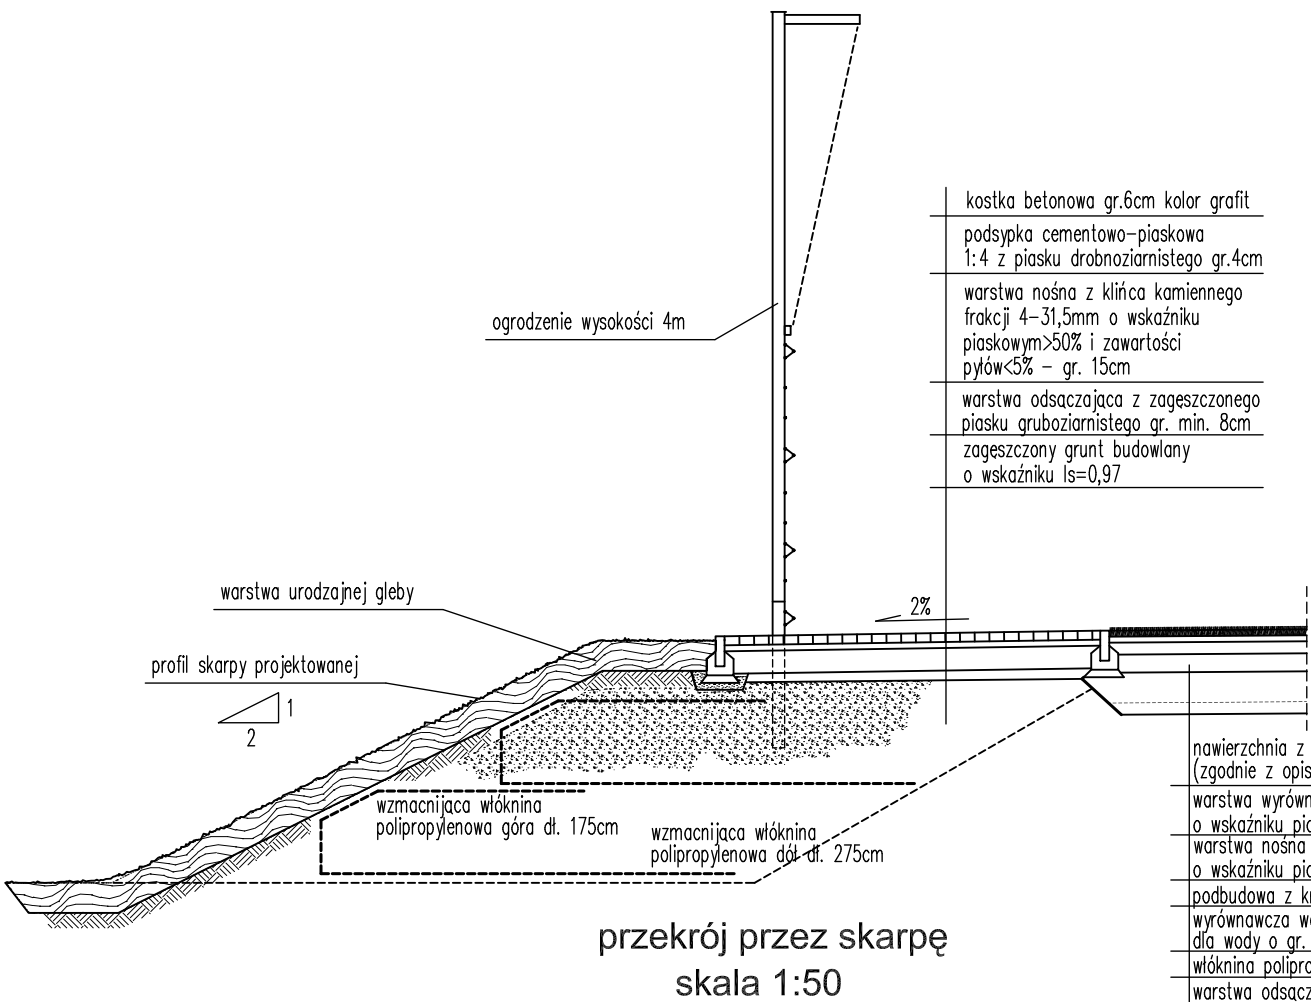 kostka betonowa gr.6cm kolor grafit
podsypka cementowo-piaskowa
1:4 z piasku drobnoziarnistego gr.4cm
warstwa nośna z klińca kamiennego
frakcji 4-31,5mm o wskaźniku
piaskowym>50% i zawartości
pyłów<5% - gr. 15cm
warstwa odsączająca z zagęszczonego
piasku gruboziarnistego gr. min. 8cm
zagęszczony grunt budowlany
o wskaźniku Is=0,97
ogrodzenie wysokości 4m
warstwa urodzajnej gleby
2%
profil skarpy projektowanej
1
2
nawierzchnia z
(zgodnie z opis
warstwa wyrówn
o wskaźniku pia
warstwa nośna
o wskaźniku pia
podbudowa z kr
wyrównawcza wa
dla wody o gr.
włóknina polipro
warstwa odsącz
wzmacnijąca włóknina
polipropylenowa góra dł. 175cm
wzmacnijąca włóknina
polipropylenowa dół dł. 275cm
przekrój przez skarpę
skala 1:50